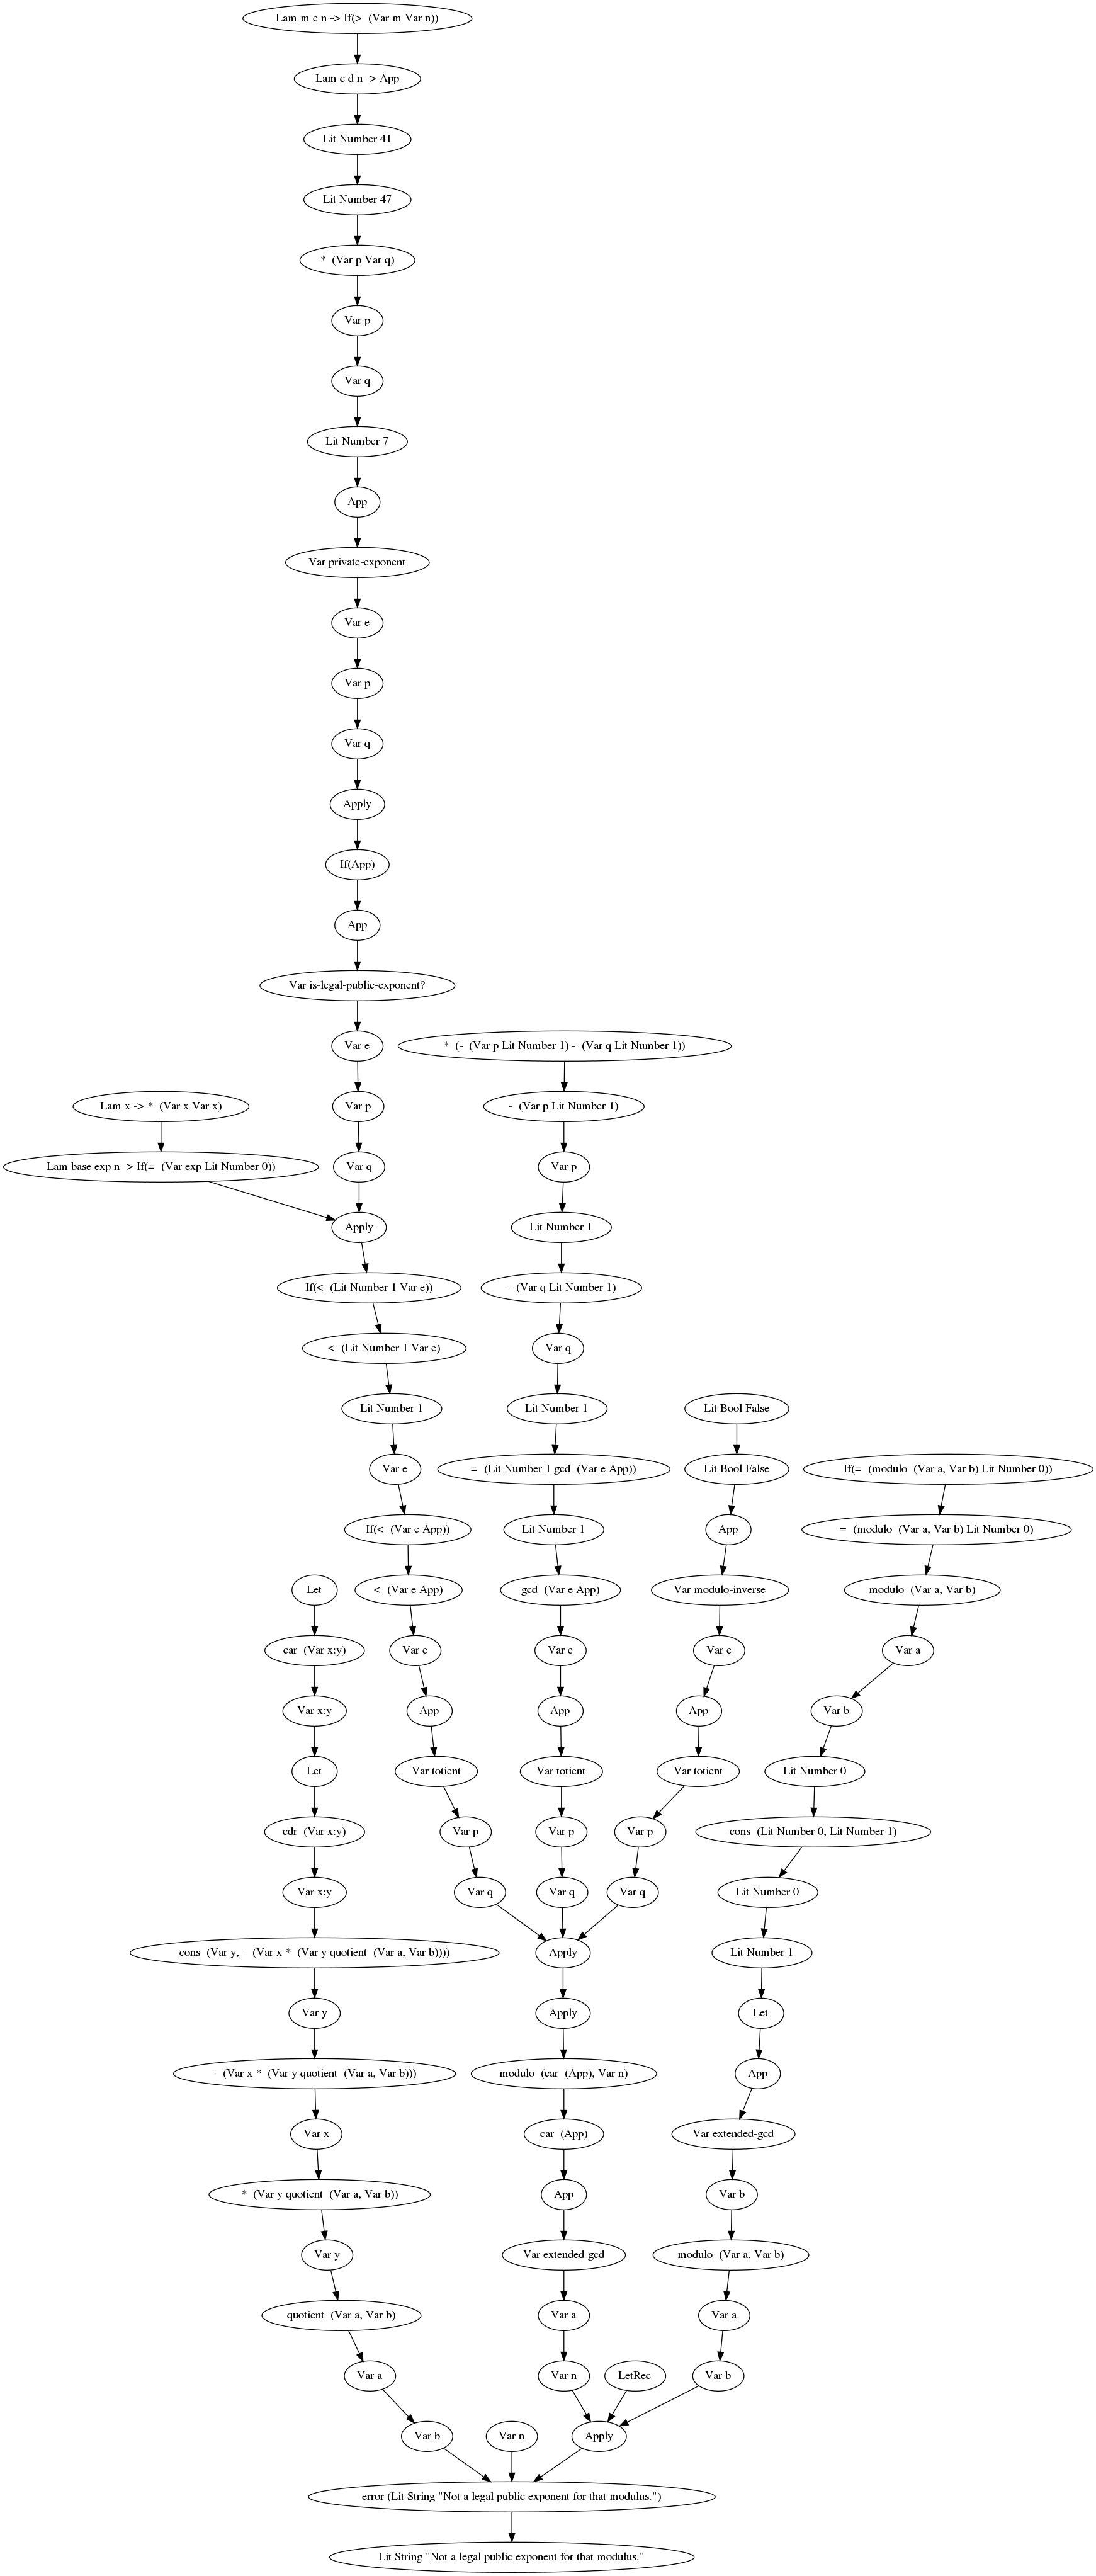 Lam m e n -> If(>  (Var m Var n))
Lam c d n -> App
Lit Number 41
Lit Number 47
*  (Var p Var q)
Var p
Var q
Lit Number 7
App
Var private-exponent
Var e
Var p
Var q
Apply
If(App)
App
Var is-legal-public-exponent?
Var e
*  (-  (Var p Lit Number 1) -  (Var q Lit Number 1))
Lam x -> *  (Var x Var x)
Var p
-  (Var p Lit Number 1)
Lam base exp n -> If(=  (Var exp Lit Number 0))
Var q
Var p
Apply
Lit Number 1
If(<  (Lit Number 1 Var e))
-  (Var q Lit Number 1)
<  (Lit Number 1 Var e)
Var q
Lit Number 1
Lit Number 1
Lit Bool False
Var e
=  (Lit Number 1 gcd  (Var e App))
Lit Bool False
If(=  (modulo  (Var a, Var b) Lit Number 0))
If(<  (Var e App))
Lit Number 1
App
=  (modulo  (Var a, Var b) Lit Number 0)
Let
<  (Var e App)
gcd  (Var e App)
Var modulo-inverse
modulo  (Var a, Var b)
car  (Var x:y)
Var e
Var e
Var e
Var a
Var x:y
App
App
App
Var b
Let
Var totient
Var totient
Var totient
Lit Number 0
cdr  (Var x:y)
Var p
Var p
Var p
cons  (Lit Number 0, Lit Number 1)
Var x:y
Var q
Var q
Var q
Lit Number 0
cons  (Var y, -  (Var x *  (Var y quotient  (Var a, Var b))))
Apply
Lit Number 1
Var y
Apply
Let
-  (Var x *  (Var y quotient  (Var a, Var b)))
modulo  (car  (App), Var n)
App
Var x
car  (App)
Var extended-gcd
*  (Var y quotient  (Var a, Var b))
App
Var b
Var y
Var extended-gcd
modulo  (Var a, Var b)
quotient  (Var a, Var b)
Var a
Var a
Var a
Var n
LetRec
Var b
Var b
Var n
Apply
error (Lit String "Not a legal public exponent for that modulus.")
Lit String "Not a legal public exponent for that modulus."